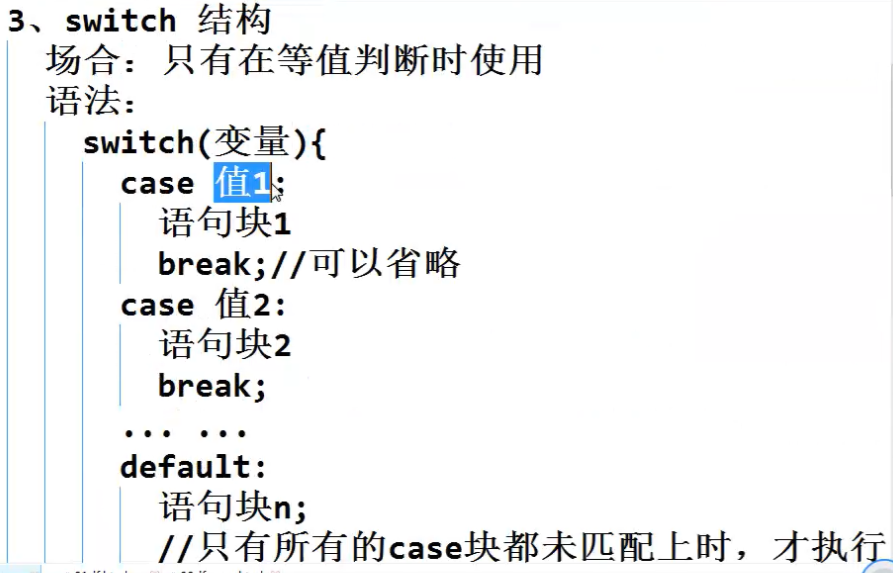 3、switch 结构
场合：只有在等值判断时使用
语法：
switch(变量){
case 值1:
语句块1
break;//可以省略
case 值2:
语句块2
break;
... ...
default:
语句块n;
//只有所有的case块都未匹配上时，才执行